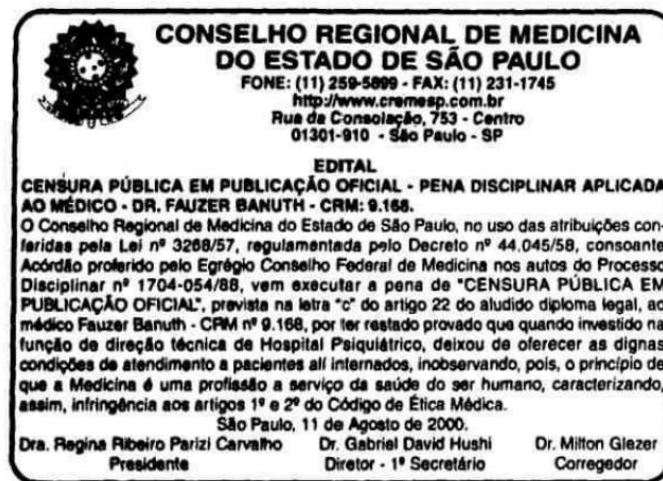 CONSELHO REGIONAL DE MEDICINA
DO ESTADO DE SÃO PAULO
FONE: (11) 259-5899 - FAX: (11) 231-1745
http://www.cremesp.com.br
Rua da Consolação, 753 - Centro
01301-910 - São Paulo - SP
EDITAL
CENSURA PÚBLICA EM PUBLICAÇÃO OFICIAL - PENA DISCIPLINAR APLICADA
AO MÉDICO - DR. FAUZER BANUTH - CRM: 9.168.
O Conselho Regional de Medicina do Estado de São Paulo, no uso das atribuições con-
feridas pela Lei nº 3268/57, regulamentada pelo Decreto nº 44.045/58, consoante
Acórdão proferido pelo Egrégio Conselho Federal de Medicina nos autos do Processo
Disciplinar nº 1704-054/88, vem executar a pena de "CENSURA PÚBLICA EM
PUBLICAÇÃO OFICIAL", prevista na letra "c" do artigo 22 do aludido diploma legal, ao
médico Fauzer Banuth - CRM nº 9.168, por ter restado provado que quando investido na
função de direção técnica de Hospital Psiquiátrico, deixou de oferecer as dignas
condições de atendimento a pacientes alí internados, inobservando, pois, o princípio de
que a Medicina é uma profissão a serviço da saúde do ser humano, caracterizando,
assim, infringência aos artigos 1º e 2º do Código de Ética Médica.
São Paulo, 11 de Agosto de 2000.
Dra. Regina Ribeiro Parizi Carvalho Dr. Gabriel David Hushi Dr. Milton Glezer
Presidente Diretor - 1º Secretário Corregedor